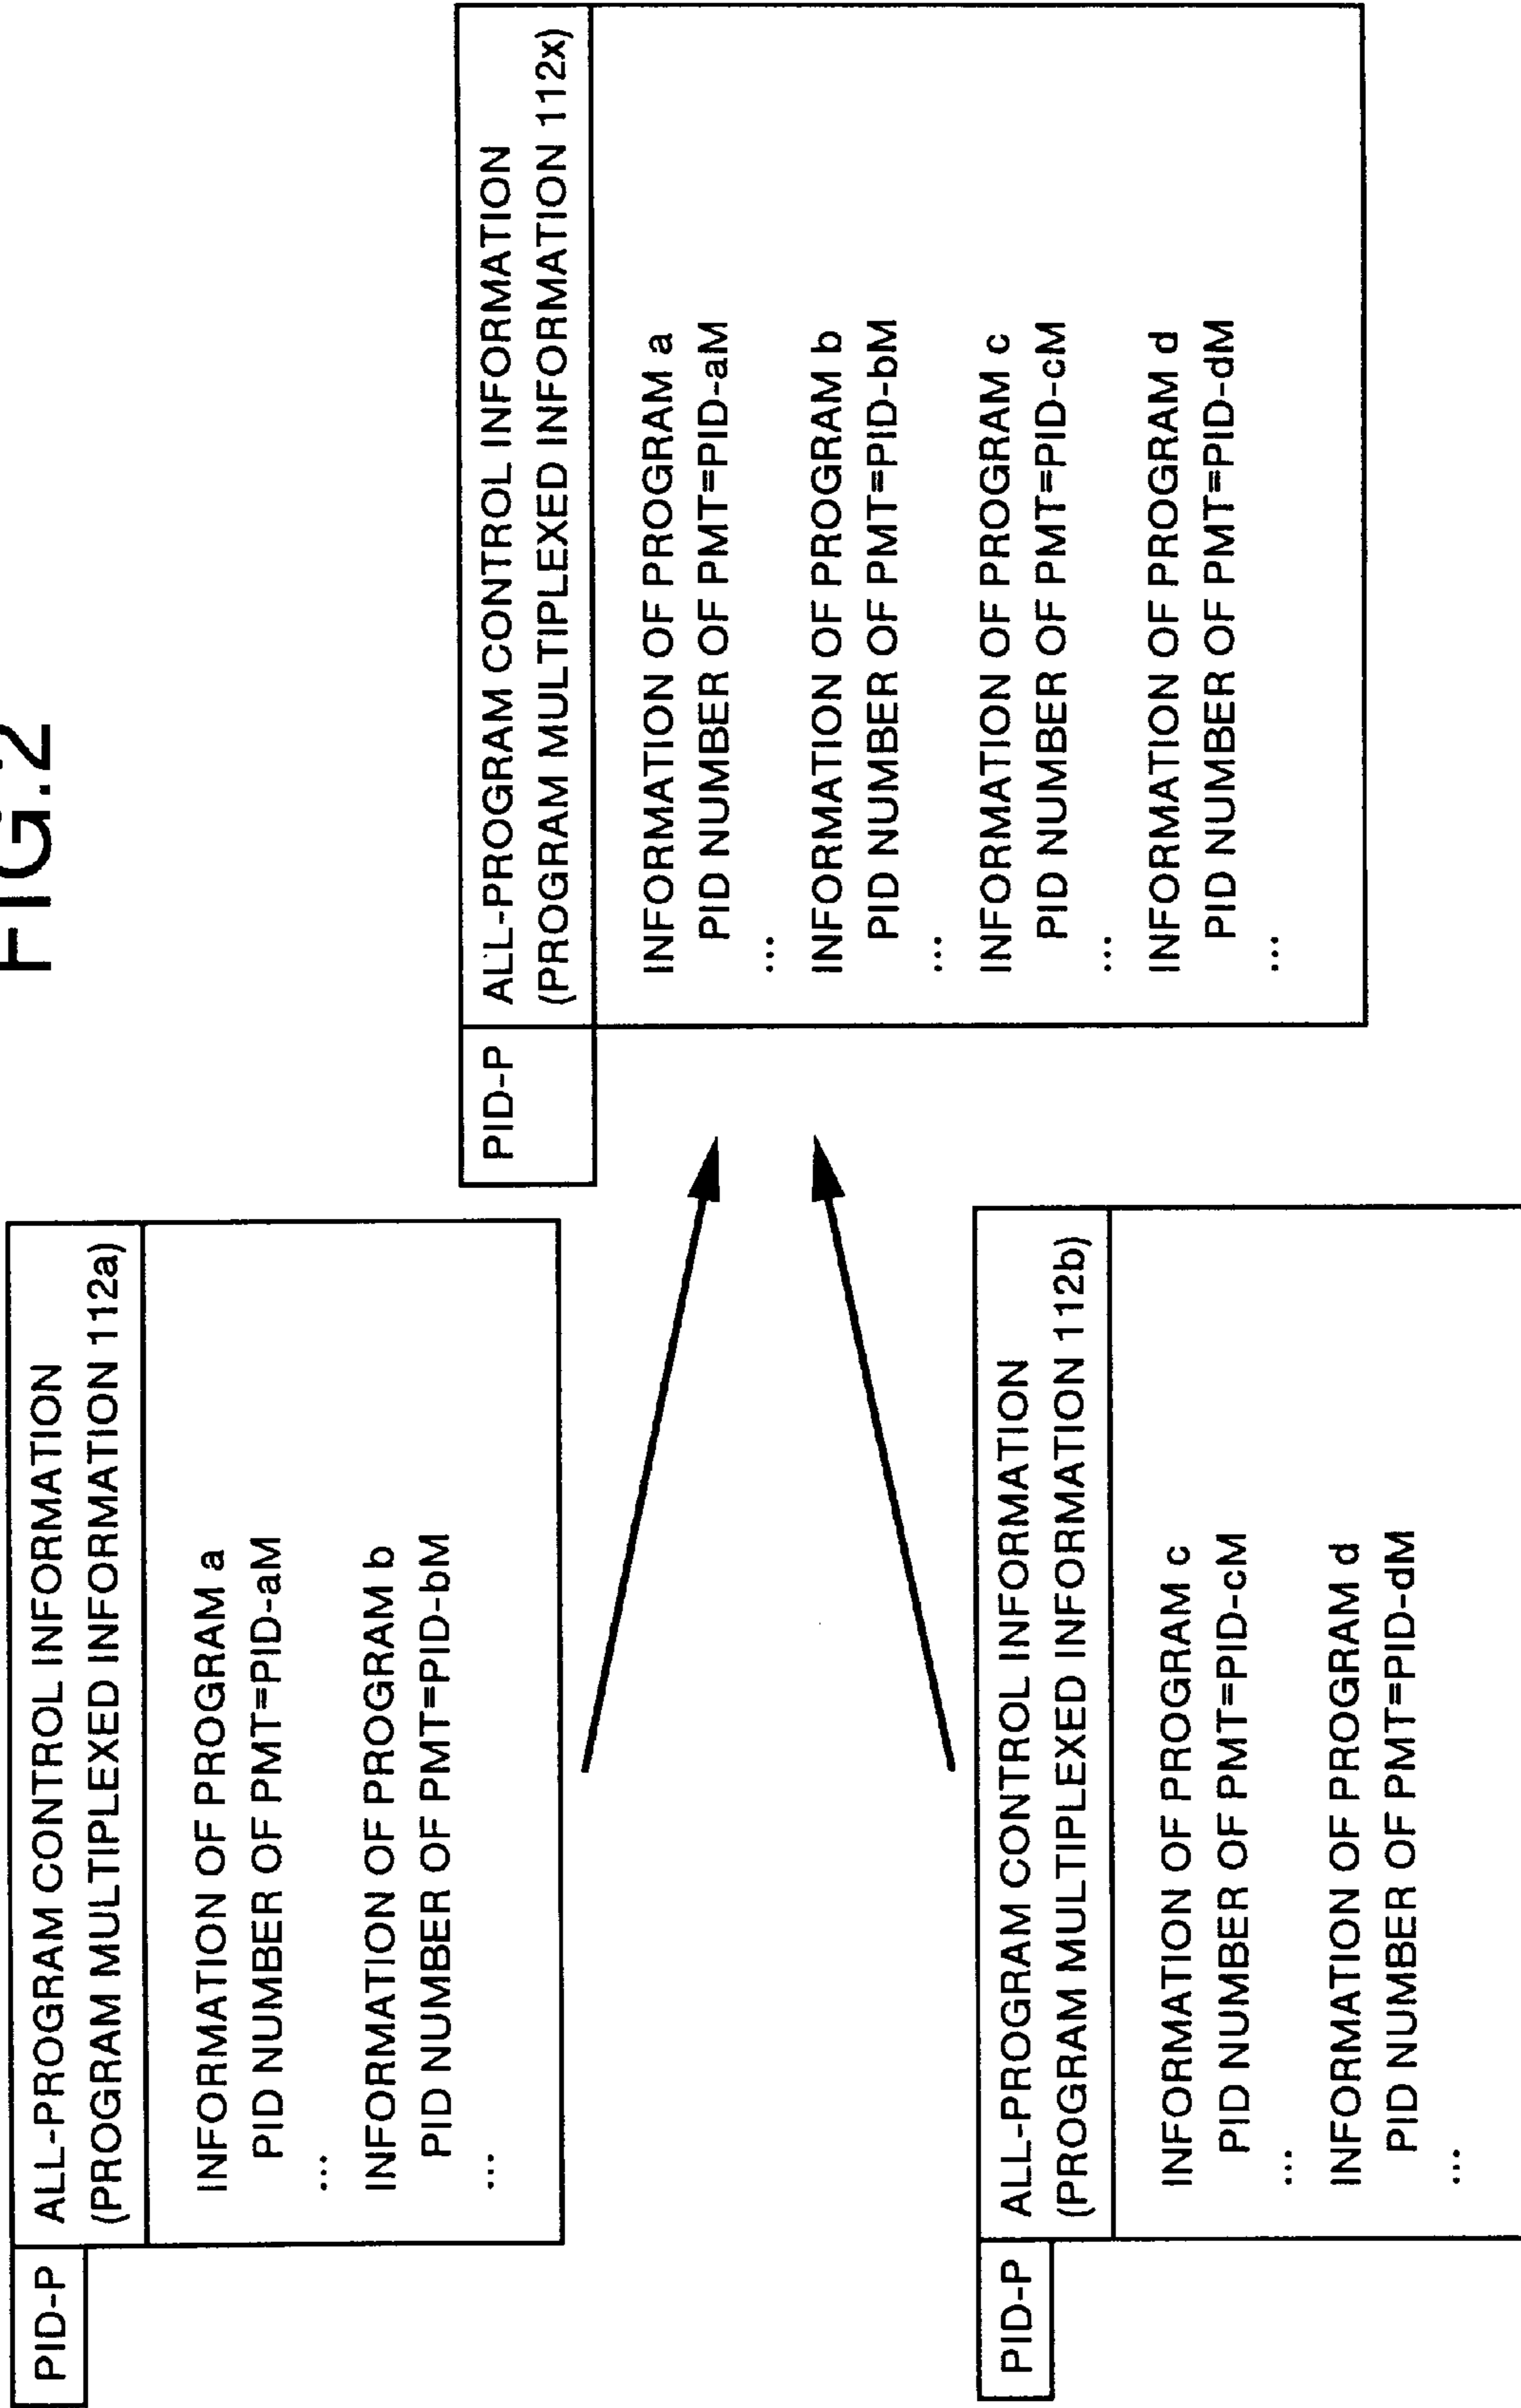 FIG.2
PID-P
ALL-PROGRAM CONTROL INFORMATION
(PROGRAM MULTIPLEXED INFORMATION 112a)
INFORMATION OF PROGRAM a
PID NUMBER OF PMT=PID-aM
...
INFORMATION OF PROGRAM b
PID NUMBER OF PMT=PID-bM
...
PID-P
ALL-PROGRAM CONTROL INFORMATION
(PROGRAM MULTIPLEXED INFORMATION 112b)
INFORMATION OF PROGRAM c
PID NUMBER OF PMT=PID-cM
...
INFORMATION OF PROGRAM d
PID NUMBER OF PMT=PID-dM
...
PID-P
ALL-PROGRAM CONTROL INFORMATION
(PROGRAM MULTIPLEXED INFORMATION 112x)
INFORMATION OF PROGRAM a
PID NUMBER OF PMT=PID-aM
...
INFORMATION OF PROGRAM b
PID NUMBER OF PMT=PID-bM
...
INFORMATION OF PROGRAM c
PID NUMBER OF PMT=PID-cM
...
INFORMATION OF PROGRAM d
PID NUMBER OF PMT=PID-dM
...